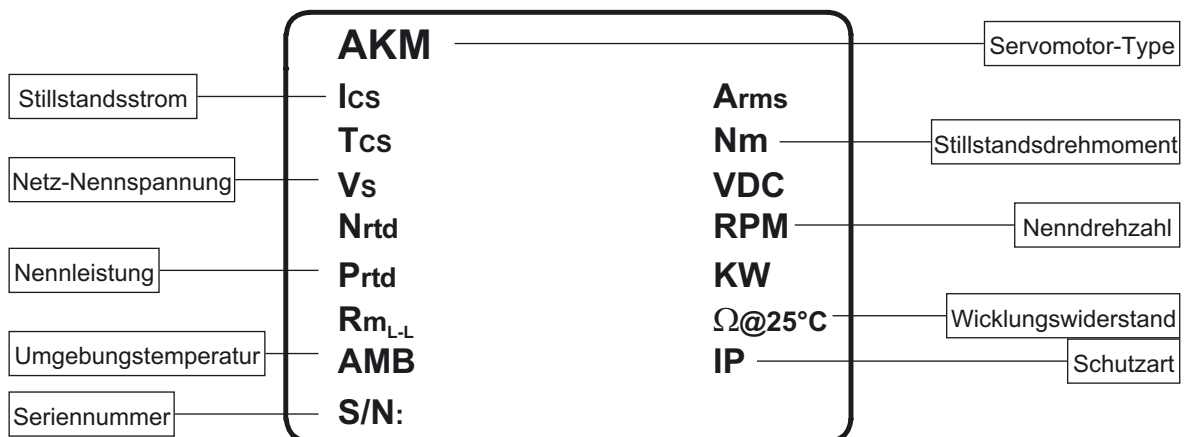 AKM Servomotor-Type
Stillstandsstrom Ics Arms
Tcs Nm Stillstandsdrehmoment
Netz-Nennspannung Vs VDC
Nrtd RPM Nenndrehzahl
Nennleistung Prtd KW
RmL-L Ω@25°C Wicklungswiderstand
Umgebungstemperatur AMB IP Schutzart
Seriennummer S/N: